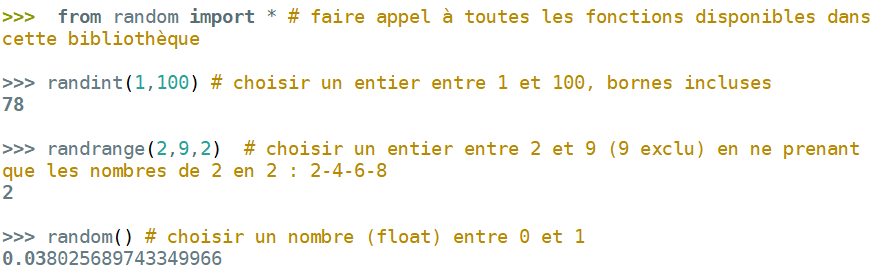 >>>  from random import * # faire appel à toutes les fonctions disponibles dans
cette bibliothèque
>>> randint(1,100) # choisir un entier entre 1 et 100, bornes incluses
78
>>> randrange(2,9,2)  # choisir un entier entre 2 et 9 (9 exclu) en ne prenant
que les nombres de 2 en 2 : 2-4-6-8
2
>>> random() # choisir un nombre (float) entre 0 et 1
0.038025689743349966